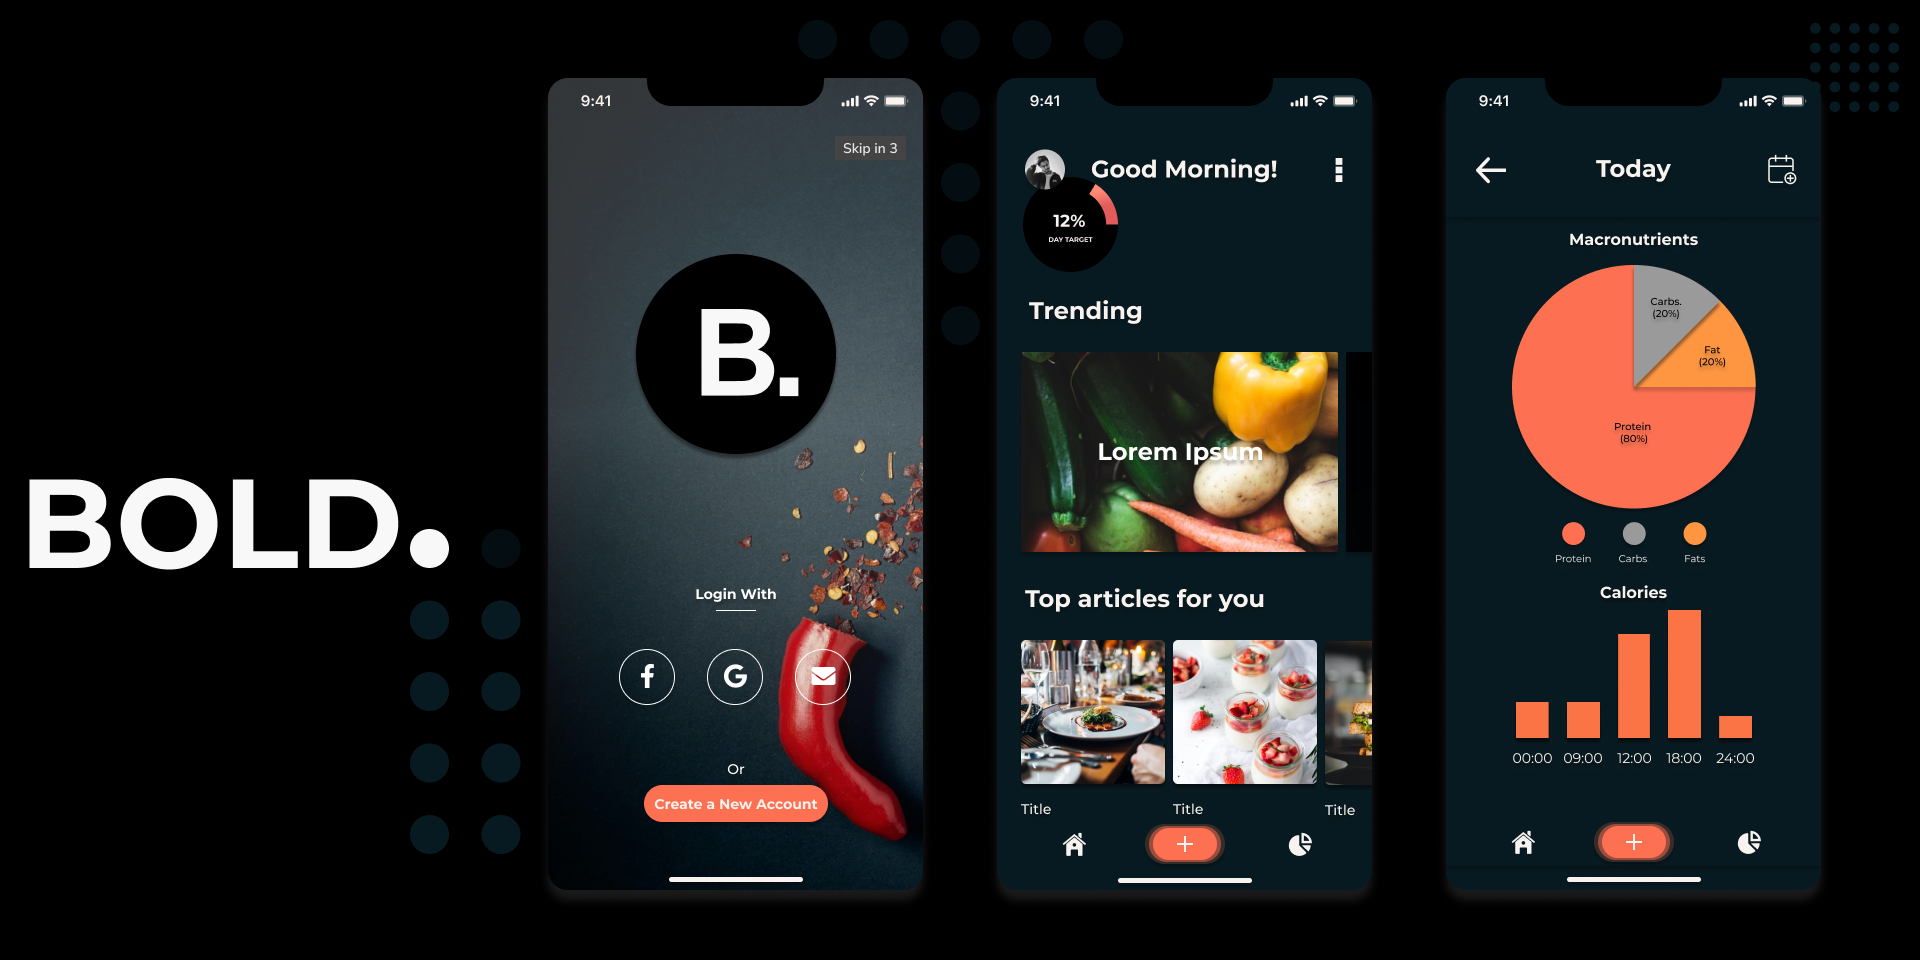 BOLD.
9:41
Skip in 3
B.
Login With
f
G
Or
Create a New Account
9:41
Good Morning!
12%
DAY TARGET
Trending
Lorem Ipsum
Top articles for you
Title
Title
Title
9:41
Today
Macronutrients
Carbs.
(20%)
Fat
(20%)
Protein
(80%)
Protein
Carbs
Fats
Calories
00:00
09:00
12:00
18:00
24:00